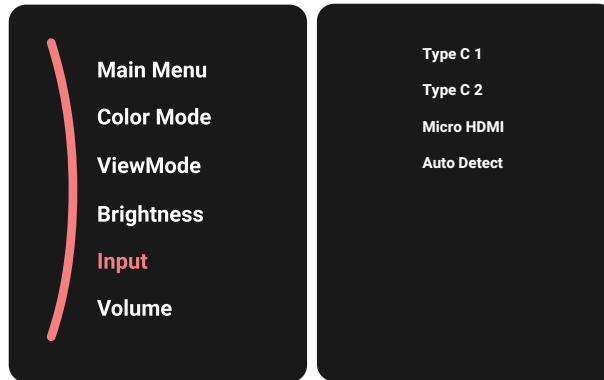 Main Menu
Color Mode
ViewMode
Brightness
Input
Volume
Type C 1
Type C 2
Micro HDMI
Auto Detect